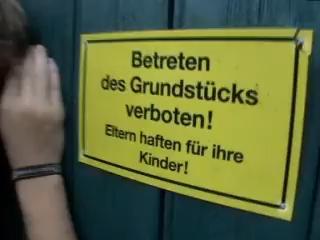 Betreten
des Grundstücks
verboten!
Eltern haften für ihre
Kinder!